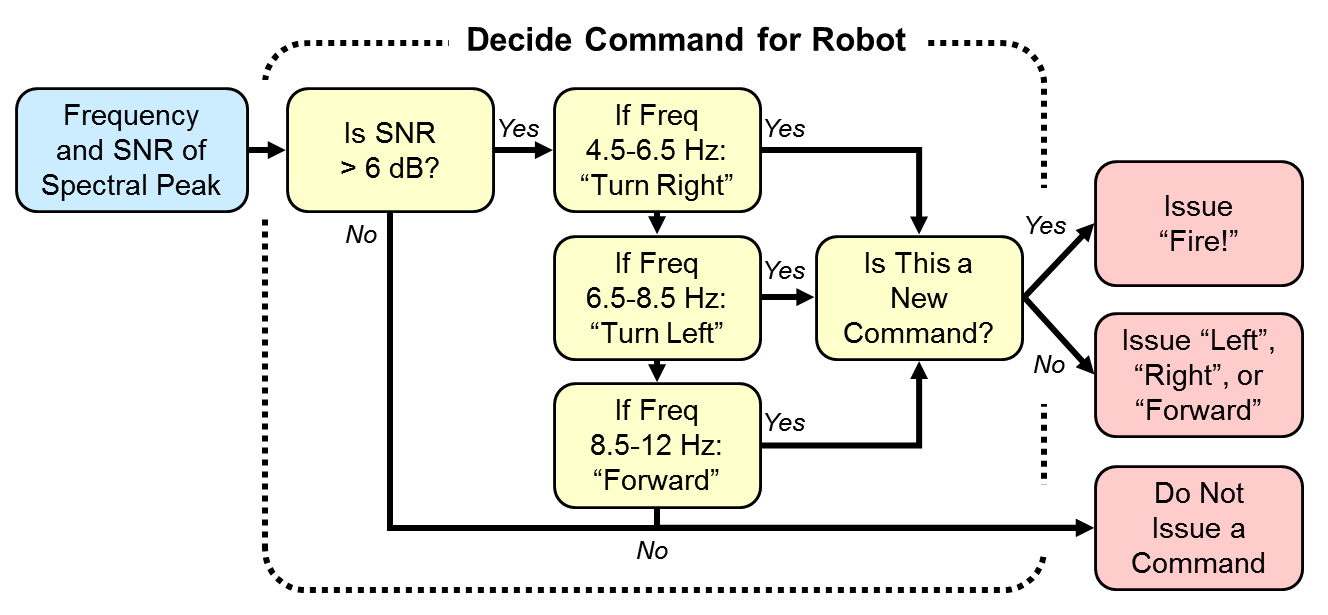 Decide Command for Robot
Frequency
and SNR of
Spectral Peak
Is SNR
> 6 dB?
Yes
No
If Freq
4.5-6.5 Hz:
“Turn Right”
Yes
If Freq
6.5-8.5 Hz:
“Turn Left”
Yes
If Freq
8.5-12 Hz:
“Forward”
Yes
No
Is This a
New
Command?
Yes
No
Issue
“Fire!”
Issue “Left”,
“Right”, or
“Forward”
Do Not
Issue a
Command